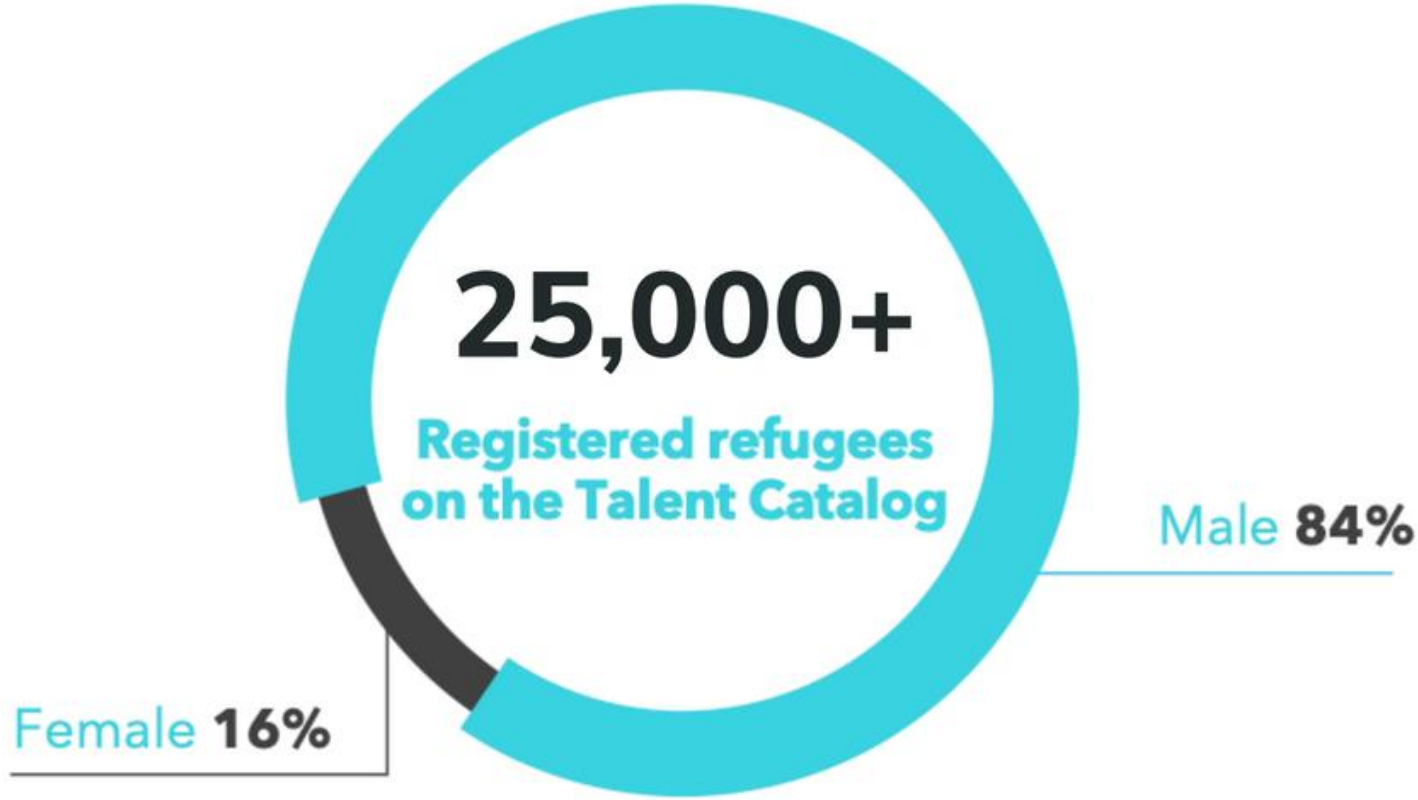 25,000+
Registered refugees
on the Talent Catalog
Male 84%
Female 16%